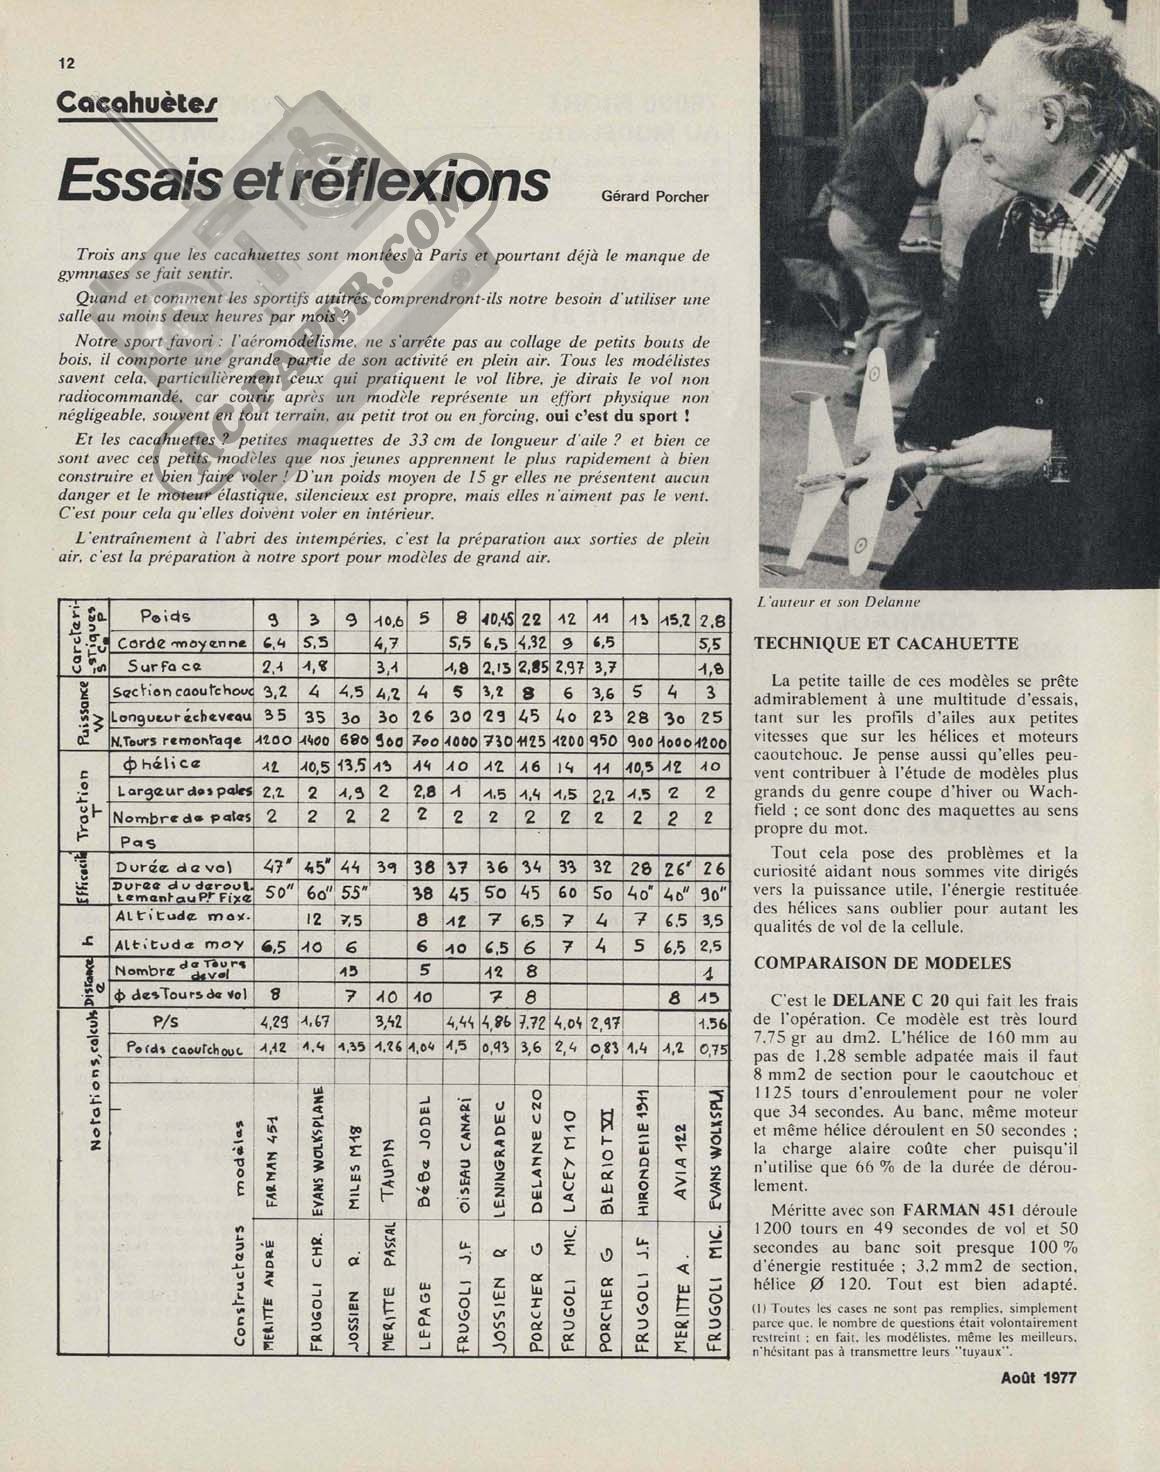 12
Cacahuètes
Essais et réflexions
Gérard Porcher
Trois ans que les cacahuettes sont montées à Paris et pourtant déjà le manque de
gymnases se fait sentir.
Quand et comment les sportifs attitrés comprendront-ils notre besoin d'utiliser une
salle au moins deux heures par mois ?
Notre sport favori : l'aéromodélisme, ne s'arrête pas au collage de petits bouts de
bois, il comporte une grande partie de son activité en plein air. Tous les modélistes
savent cela, particulièrement ceux qui pratiquent le vol libre, je dirais le vol non
radiocommandé, car courir après un modèle représente un effort physique non
négligeable, souvent en tout terrain, au petit trot ou en forcing, oui c'est du sport !
Et les cacahuettes ? petites maquettes de 33 cm de longueur d'aile ? et bien ce
sont avec ces petits modèles que nos jeunes apprennent le plus rapidement à bien
construire et bien faire voler ! D'un poids moyen de 15 gr elles ne présentent aucun
danger et le moteur élastique, silencieux est propre, mais elles n'aiment pas le vent.
C'est pour cela qu'elles doivent voler en intérieur.
L'entraînement à l'abri des intempéries, c'est la préparation aux sorties de plein
air, c'est la préparation à notre sport pour modèles de grand air.
RCPAPER.COM
Caractéristiques P C S
Poids 9 3 9 10,6 5 8 10,45 22 12 11 13 15,2 2,8
Corde moyenne 6,4 5,5 4,7 5,5 6,5 4,32 9 6,5 5,5
Surface 2,1 1,8 3,1 1,8 2,15 2,85 2,97 3,7 1,8
Puissance W
Section caoutchouc 3,2 4 4,5 4,2 4 5 3,2 8 6 3,6 5 4 3
Longueur écheveau 35 35 30 30 26 30 29 45 40 23 28 30 25
N.Tours remontage 1200 1400 680 900 700 1000 730 1125 1200 950 900 1000 1200
Traction T
ϕ hélice 12 10,5 13,5 13 14 10 12 16 14 11 10,5 12 10
Largeur des pales 2,2 2 1,9 2 2,8 1 1,5 1,4 1,5 2,2 1,5 2 2
Nombre de pales 2 2 2 2 2 2 2 2 2 2 2 2 2
Pas
Efficacité
Durée de vol 47" 45" 44 39 38 37 36 34 33 32 28 26" 26
Duree du deroul.
lement au Pt Fixe 50" 60" 55" 38 45 50 45 60 50 40" 40" 90"
h
Altitude max. 12 7,5 8 12 7 6,5 7 4 7 6,5 3,5
Altitude moy 6,5 10 6 6 10 6,5 6 7 4 5 6,5 2,5
Distance e
Nombre de Tours de vol 15 5 12 8 1
ϕ des Tours de vol 8 7 10 10 7 8 8 15
Notations, calculs
P/S 4,29 1,67 3,42 4,44 4,86 7.72 4,04 2,97 1.56
Poids caoutchouc 1,12 1,4 1,35 1,26 1,04 1,5 0,93 3,6 2,4 0,83 1,4 1,2 0,75
modèles
FARMAN 451
EVANS WOLKSPLANE
MILES M18
TAUPIN
BéBe JODEL
OISEAU CANARI
LENINGRADEC
DELANNE C20
LACEY M10
BLERIOT VI
HIRONDELLE 1911
AVIA 122
EVANS WOLKSPLA
Constructeurs
MERITTE ANDRÉ
FRUGOLI CHR.
JOSSIEN R.
MERITTE PASCAL
LEPAGE
FRUGOLI J.F
JOSSIEN R
PORCHER G
FRUGOLI MIC.
PORCHER G
FRUGOLI J.F
MERITTE A.
FRUGOLI MIC.
L'auteur et son Delanne
TECHNIQUE ET CACAHUETTE
La petite taille de ces modèles se prête
admirablement à une multitude d'essais,
tant sur les profils d'ailes aux petites
vitesses que sur les hélices et moteurs
caoutchouc. Je pense aussi qu'elles peu-
vent contribuer à l'étude de modèles plus
grands du genre coupe d'hiver ou Wach-
field ; ce sont donc des maquettes au sens
propre du mot.
Tout cela pose des problèmes et la
curiosité aidant nous sommes vite dirigés
vers la puissance utile, l'énergie restituée
des hélices sans oublier pour autant les
qualités de vol de la cellule.
COMPARAISON DE MODELES
C'est le DELANE C 20 qui fait les frais
de l'opération. Ce modèle est très lourd
7,75 gr au dm2. L'hélice de 160 mm au
pas de 1,28 semble adpatée mais il faut
8 mm2 de section pour le caoutchouc et
1125 tours d'enroulement pour ne voler
que 34 secondes. Au banc, même moteur
et même hélice déroulent en 50 secondes ;
la charge alaire coûte cher puisqu'il
n'utilise que 66 % de la durée de dérou-
lement.
Méritte avec son FARMAN 451 déroule
1200 tours en 49 secondes de vol et 50
secondes au banc soit presque 100 %
d'énergie restituée ; 3,2 mm2 de section,
hélice Ø 120. Tout est bien adapté.
(1) Toutes les cases ne sont pas remplies, simplement
parce que, le nombre de questions était volontairement
restreint ; en fait, les modélistes, même les meilleurs,
n'hésitant pas à transmettre leurs "tuyaux".
Août 1977